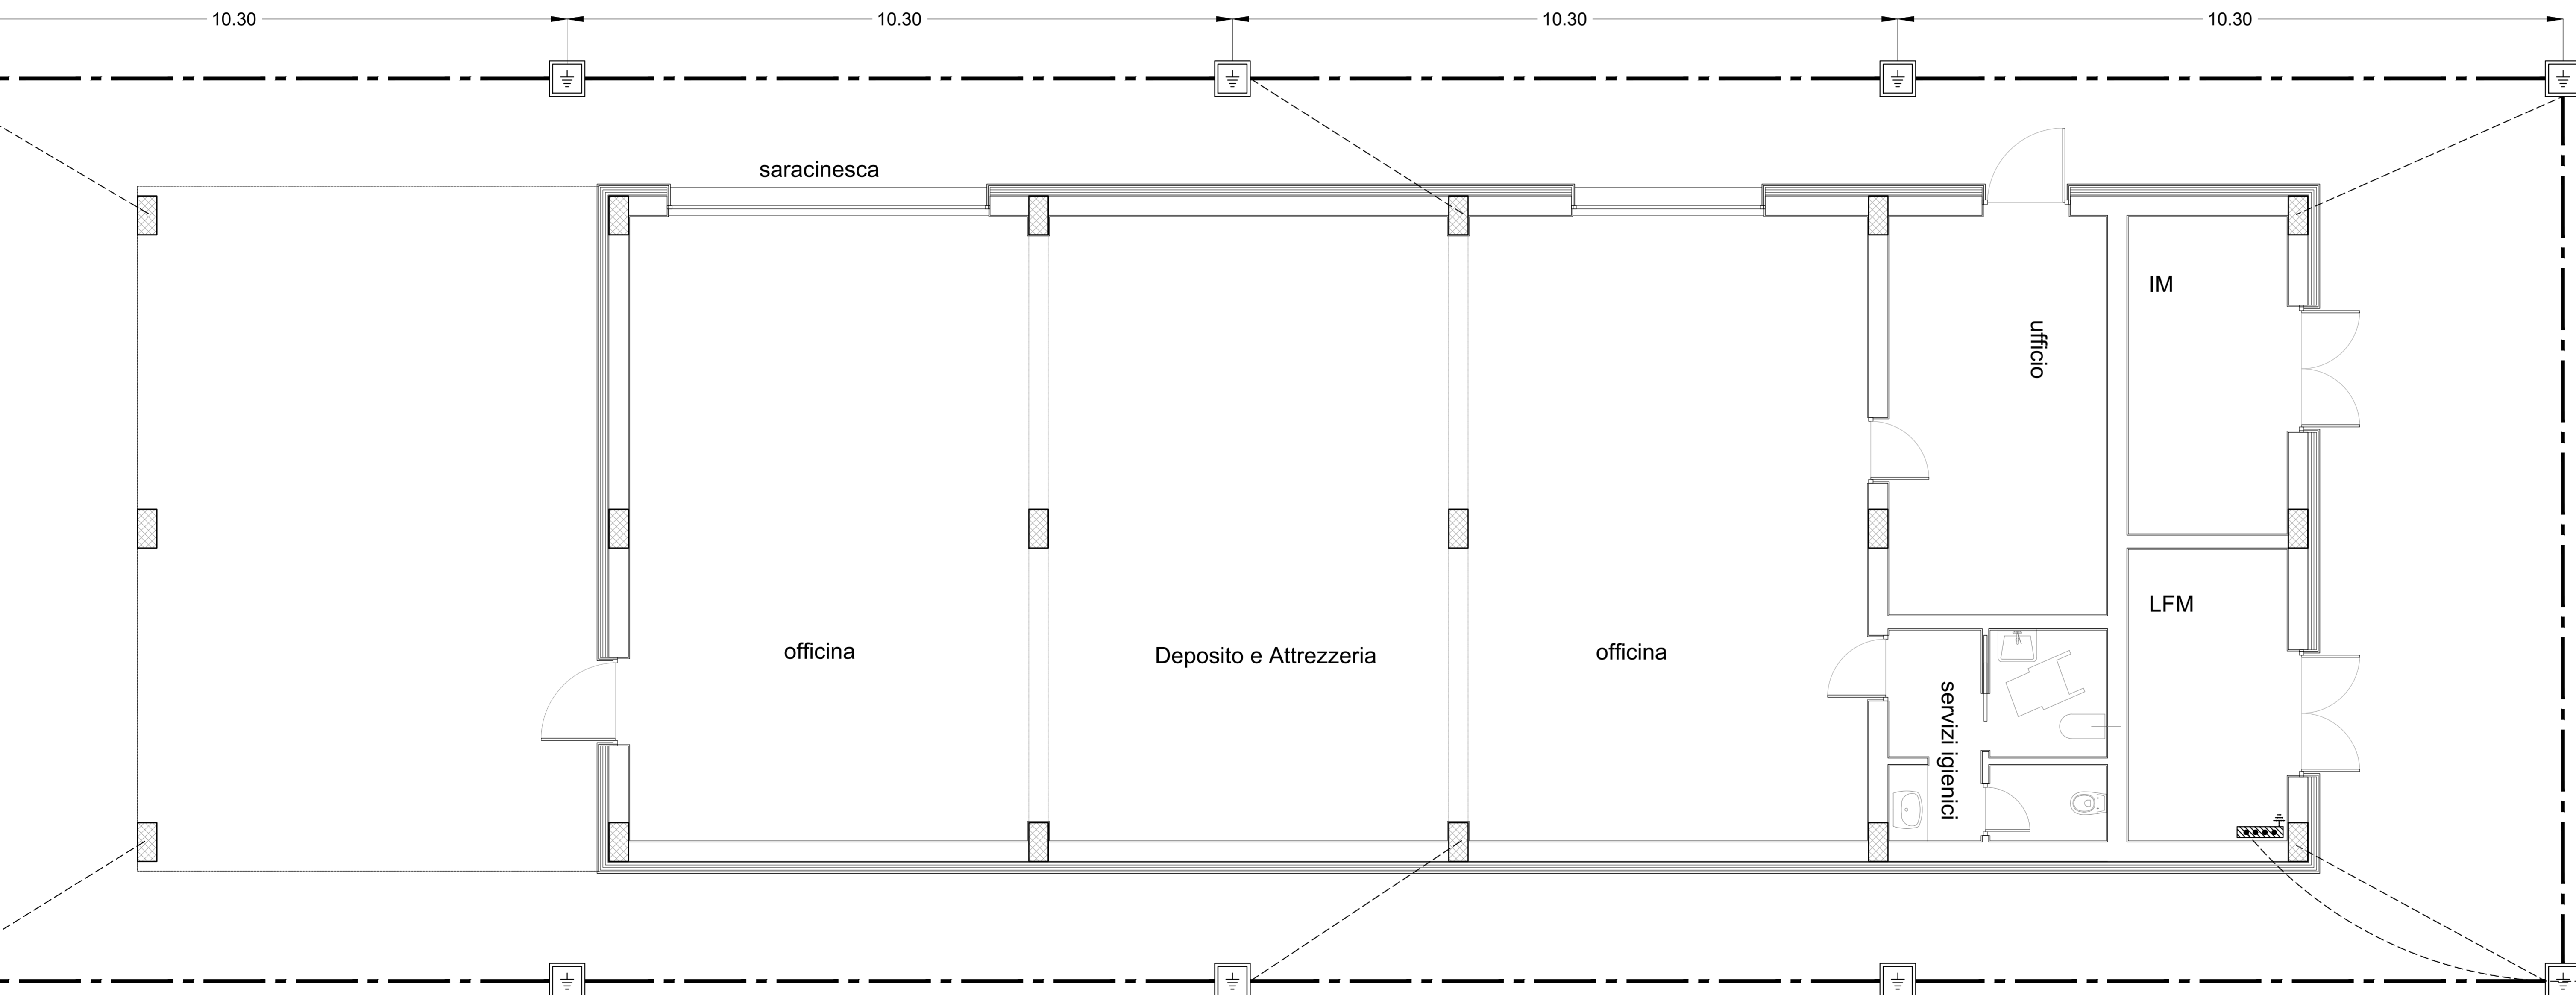 10.30
10.30
10.30
10.30
saracinesca
IM
ufficio
LFM
officina
Deposito e Attrezzeria
officina
servizi igienici